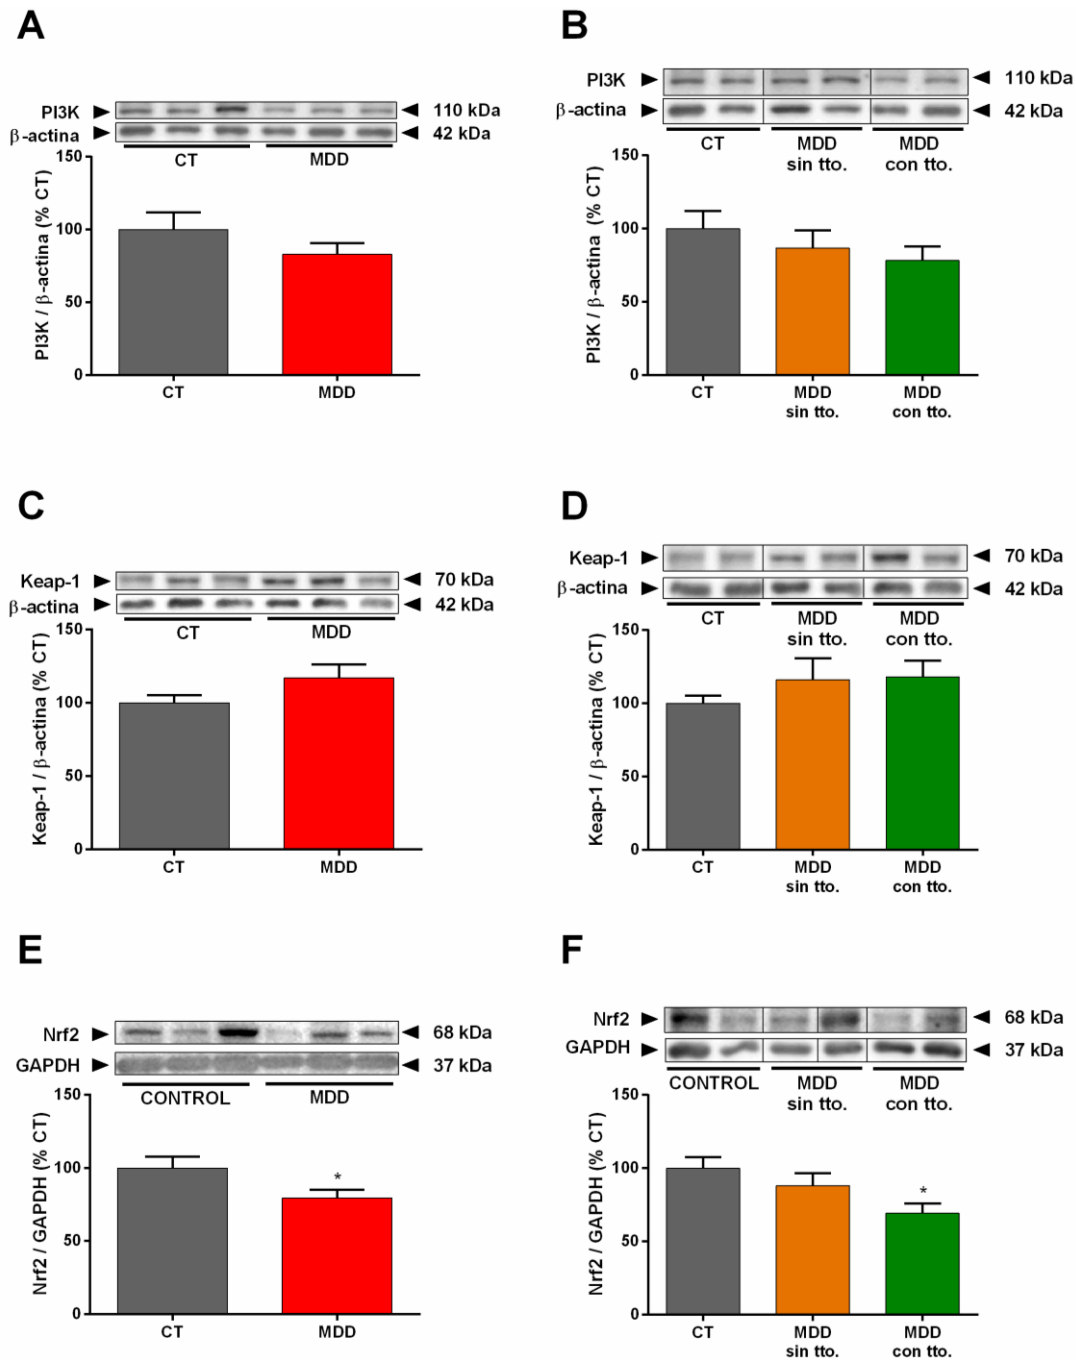 A
PI3K 110 kDa
β-actina 42 kDa
CT MDD
PI3K / β-actina (% CT)
150
100
50
0
CT MDD
B
PI3K 110 kDa
β-actina 42 kDa
CT MDD MDD
sin tto. con tto.
PI3K / β-actina (% CT)
150
100
50
0
CT MDD MDD
sin tto. con tto.
C
Keap-1 70 kDa
β-actina 42 kDa
CT MDD
Keap-1 / β-actina (% CT)
150
100
50
0
CT MDD
D
Keap-1 70 kDa
β-actina 42 kDa
CT MDD MDD
sin tto. con tto.
Keap-1 / β-actina (% CT)
150
100
50
0
CT MDD MDD
sin tto. con tto.
E
Nrf2 68 kDa
GAPDH 37 kDa
CONTROL MDD
Nrf2 / GAPDH (% CT)
150
100
50
0
*
CT MDD
F
Nrf2 68 kDa
GAPDH 37 kDa
CONTROL MDD MDD
sin tto. con tto.
Nrf2 / GAPDH (% CT)
150
100
50
0
*
CT MDD MDD
sin tto. con tto.